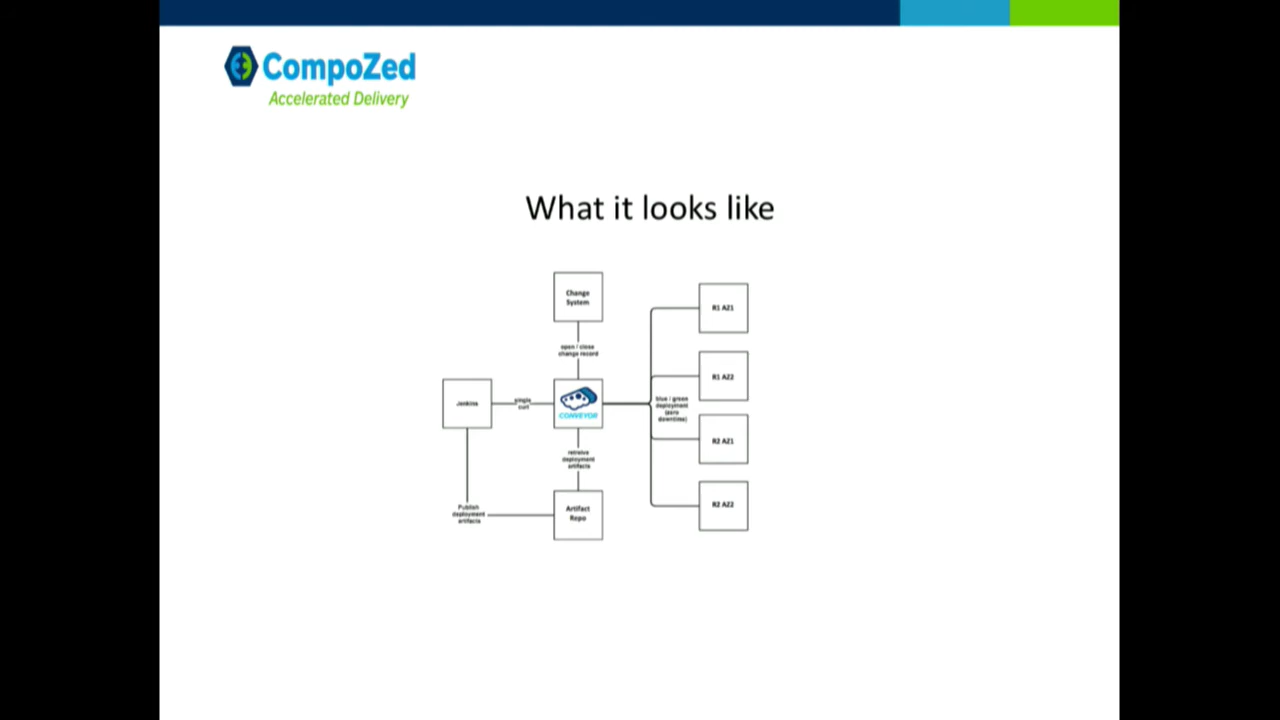 CompoZed
Accelerated Delivery
What it looks like
Change
System
open / close
change record
Jenkins
single
curl
CONVEYOR
retreive
deployment
artifacts
Publish
deployment
artifacts
Artifact
Repo
blue / green
deployment
(zero
downtime)
R1 AZ1
R1 AZ2
R2 AZ1
R2 AZ2